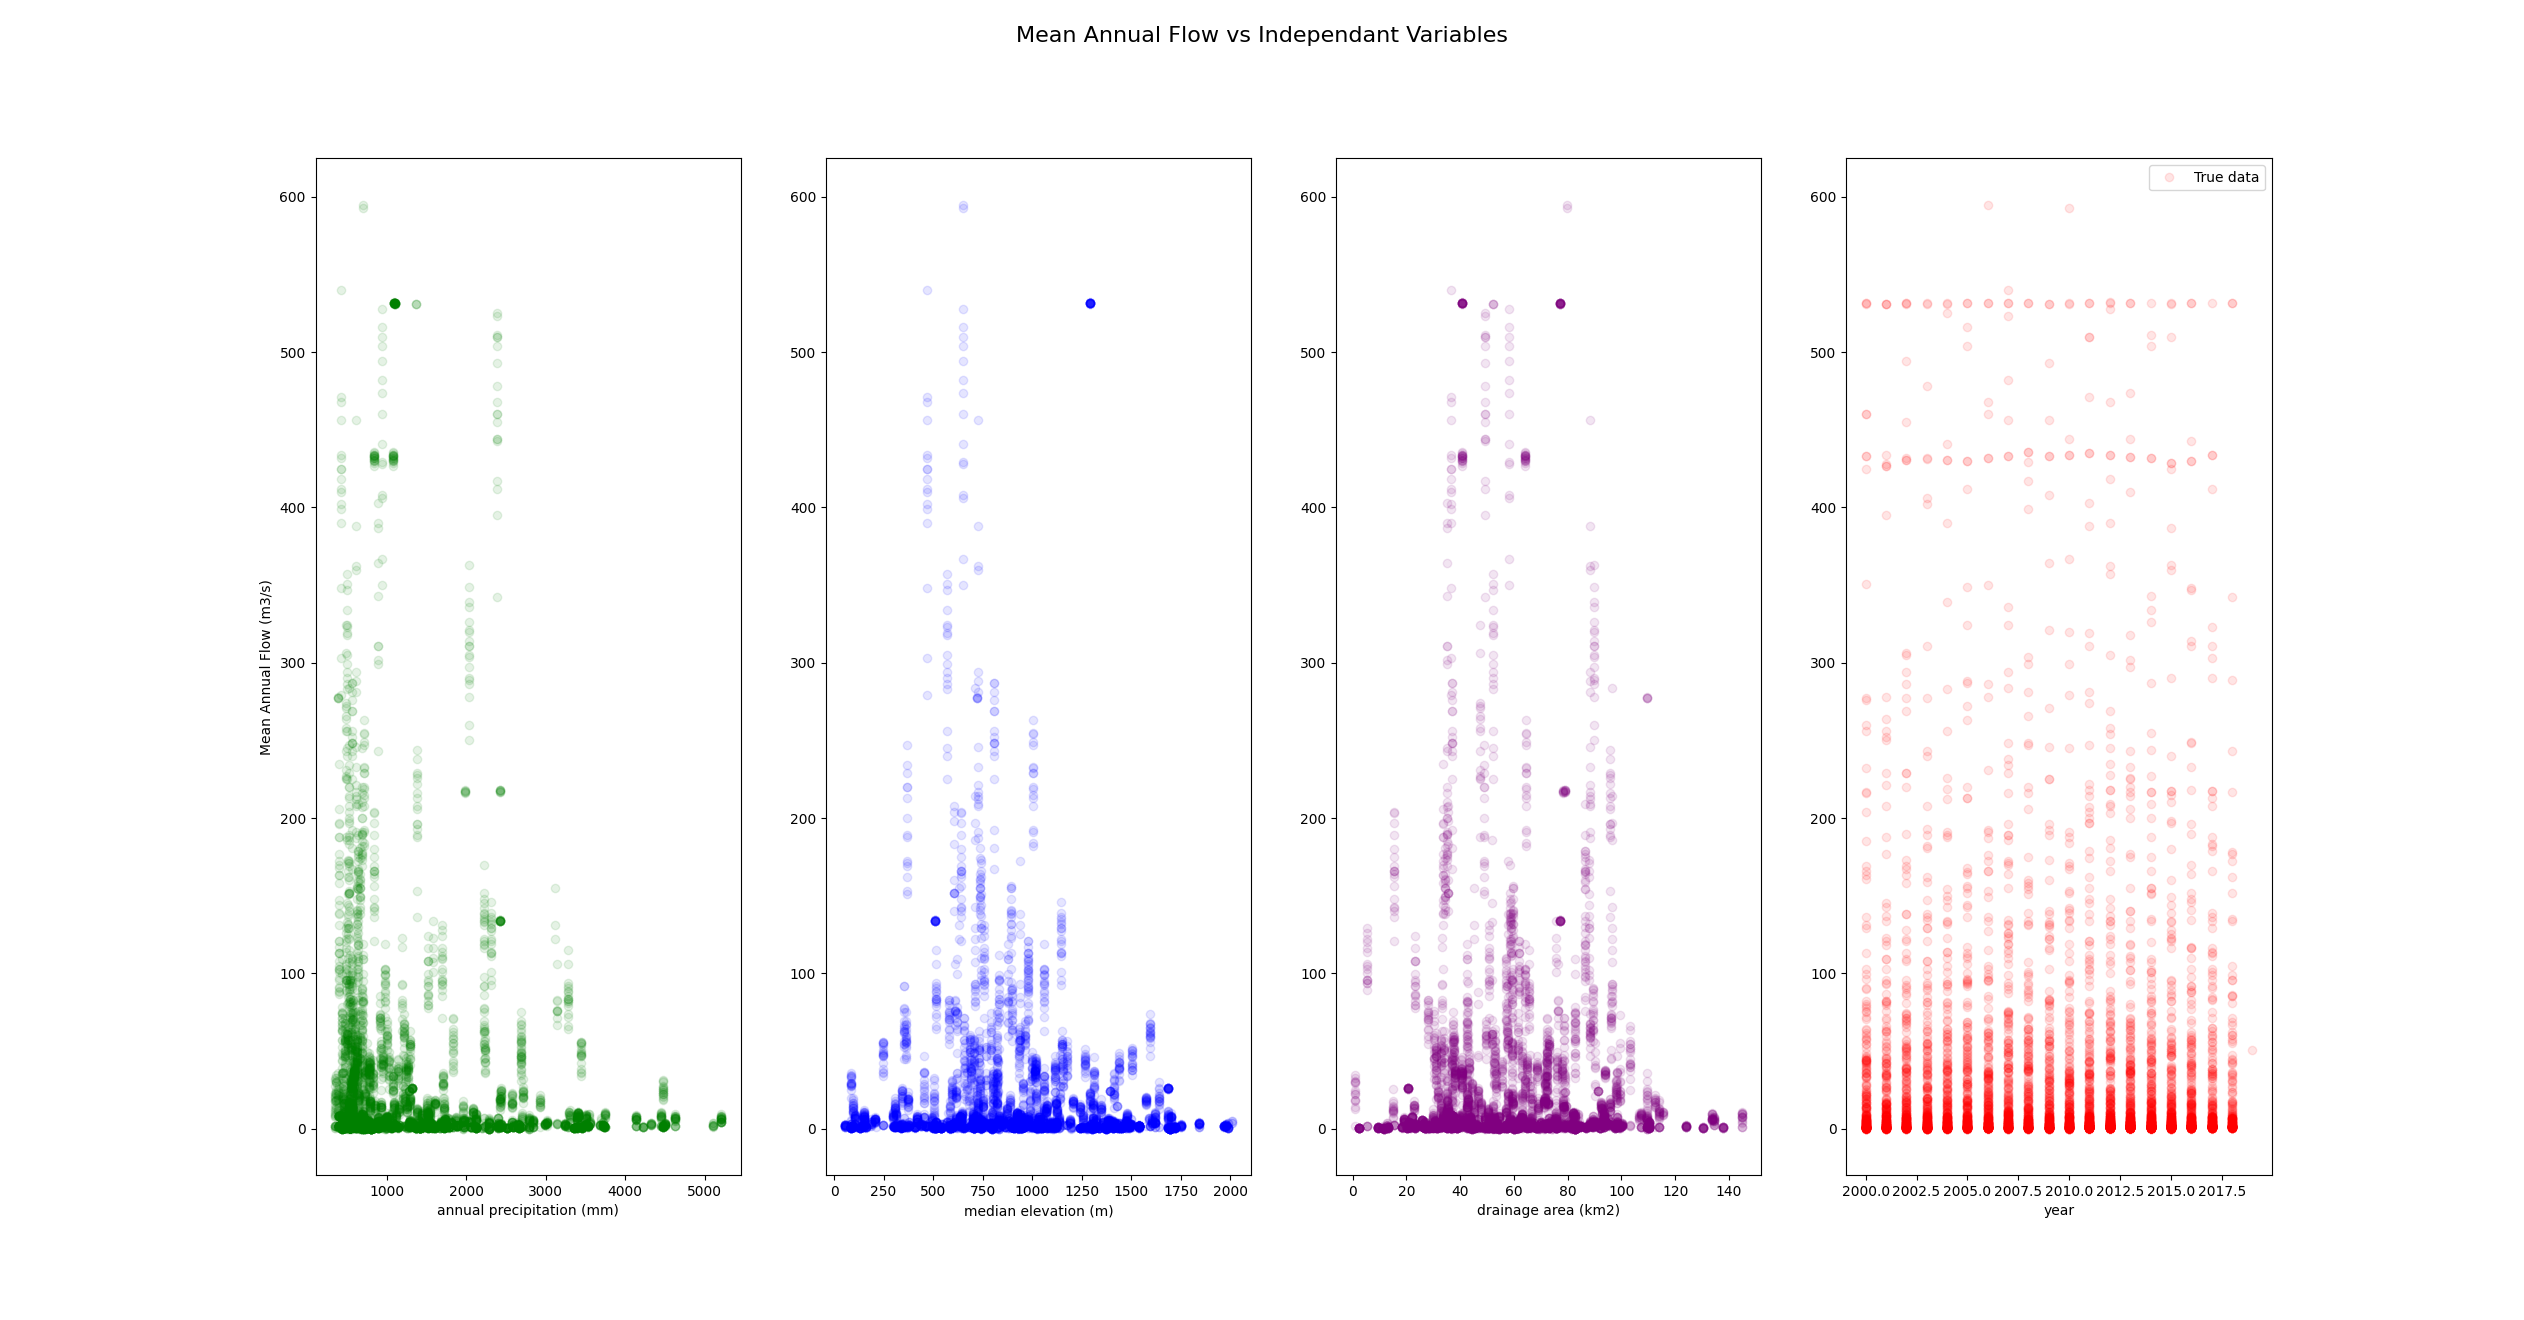 Mean Annual Flow vs Independant Variables
Mean Annual Flow (m3/s)
600
500
400
300
200
100
0
1000 2000 3000 4000 5000
annual precipitation (mm)
600
500
400
300
200
100
0
0 250 500 750 1000 1250 1500 1750 2000
median elevation (m)
600
500
400
300
200
100
0
0 20 40 60 80 100 120 140
drainage area (km2)
True data
600
500
400
300
200
100
0
2000.0 2002.5 2005.0 2007.5 2010.0 2012.5 2015.0 2017.5
year